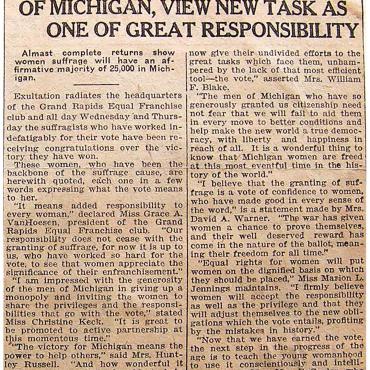 OF MICHIGAN, VIEW NEW TASK AS
ONE OF GREAT RESPONSIBILITY
Almost complete returns show
women suffrage will have an af-
firmative majority of 25,000 in Mich-
igan.
Exultation radiates the headquarters
of the Grand Rapids Equal Franchise
club and all day Wednesday and Thurs-
day the suffragists who have worked in-
defatigably for their vote have been re-
ceiving congratulations over the vic-
tory they have won.
These women, who have been the
backbone of the suffrage cause, are
herewith quoted, each one in a few
words expressing what the vote means
to her.
"It means added responsibility to
every woman," declared Miss Grace A.
VanHoesen, president of the Grand
Rapids Equal Franchise club. "Our
responsibility does not cease with the
granting of suffrage, for now it is up to
us, who have worked so hard for the
vote, to see that women appreciate the
significance of their enfranchisement."
"I am impressed with the generosity
of the men of Michigan in giving up a
monopoly and inviting the women to
share the privileges and the responsi-
bilities that go with the vote," stated
Miss Christine Keck. "It is great to
be promoted to active partnership at
this momentous time."
"The victory for Michigan means the
power to help others," said Mrs. Hunt-
ley Russell. "And how wonderful it
now give their undivided efforts to the
great tasks which face them, unham-
pered by the lack of that most efficient
tool—the vote," asserted Mrs. William
F. Blake.
"The men of Michigan who have so
generously granted us citizenship need
not fear that we will fail to aid them
in every move to better conditions and
help make the new world a true democ-
racy, with liberty and happiness in
reach of all. It is a wonderful thing to
know that Michigan women are freed
at this most eventful time in the his-
tory of the world."
"I believe that the granting of suf-
frage is a vote of confidence to women,
who have made good in every sense of
the word," is a statement made by Mrs.
David A. Warner. "The war has given
women a chance to prove themselves,
and their well deserved reward has
come in the nature of the ballot, mean-
ing their freedom for all time."
"Equal rights for women will put
women on the dignified basis on which
they should be placed," Miss Marion L.
Jennings maintains. "I firmly believe
women will accept the responsibility
as well as the privilege and that they
will adjust themselves to the new obli-
gations which the vote entails, profiting
by the mistakes in history."
"Now that we have earned the vote,
the next step in the progress of the
age is to teach the young womanhood
to use it conscientiously and intelli-